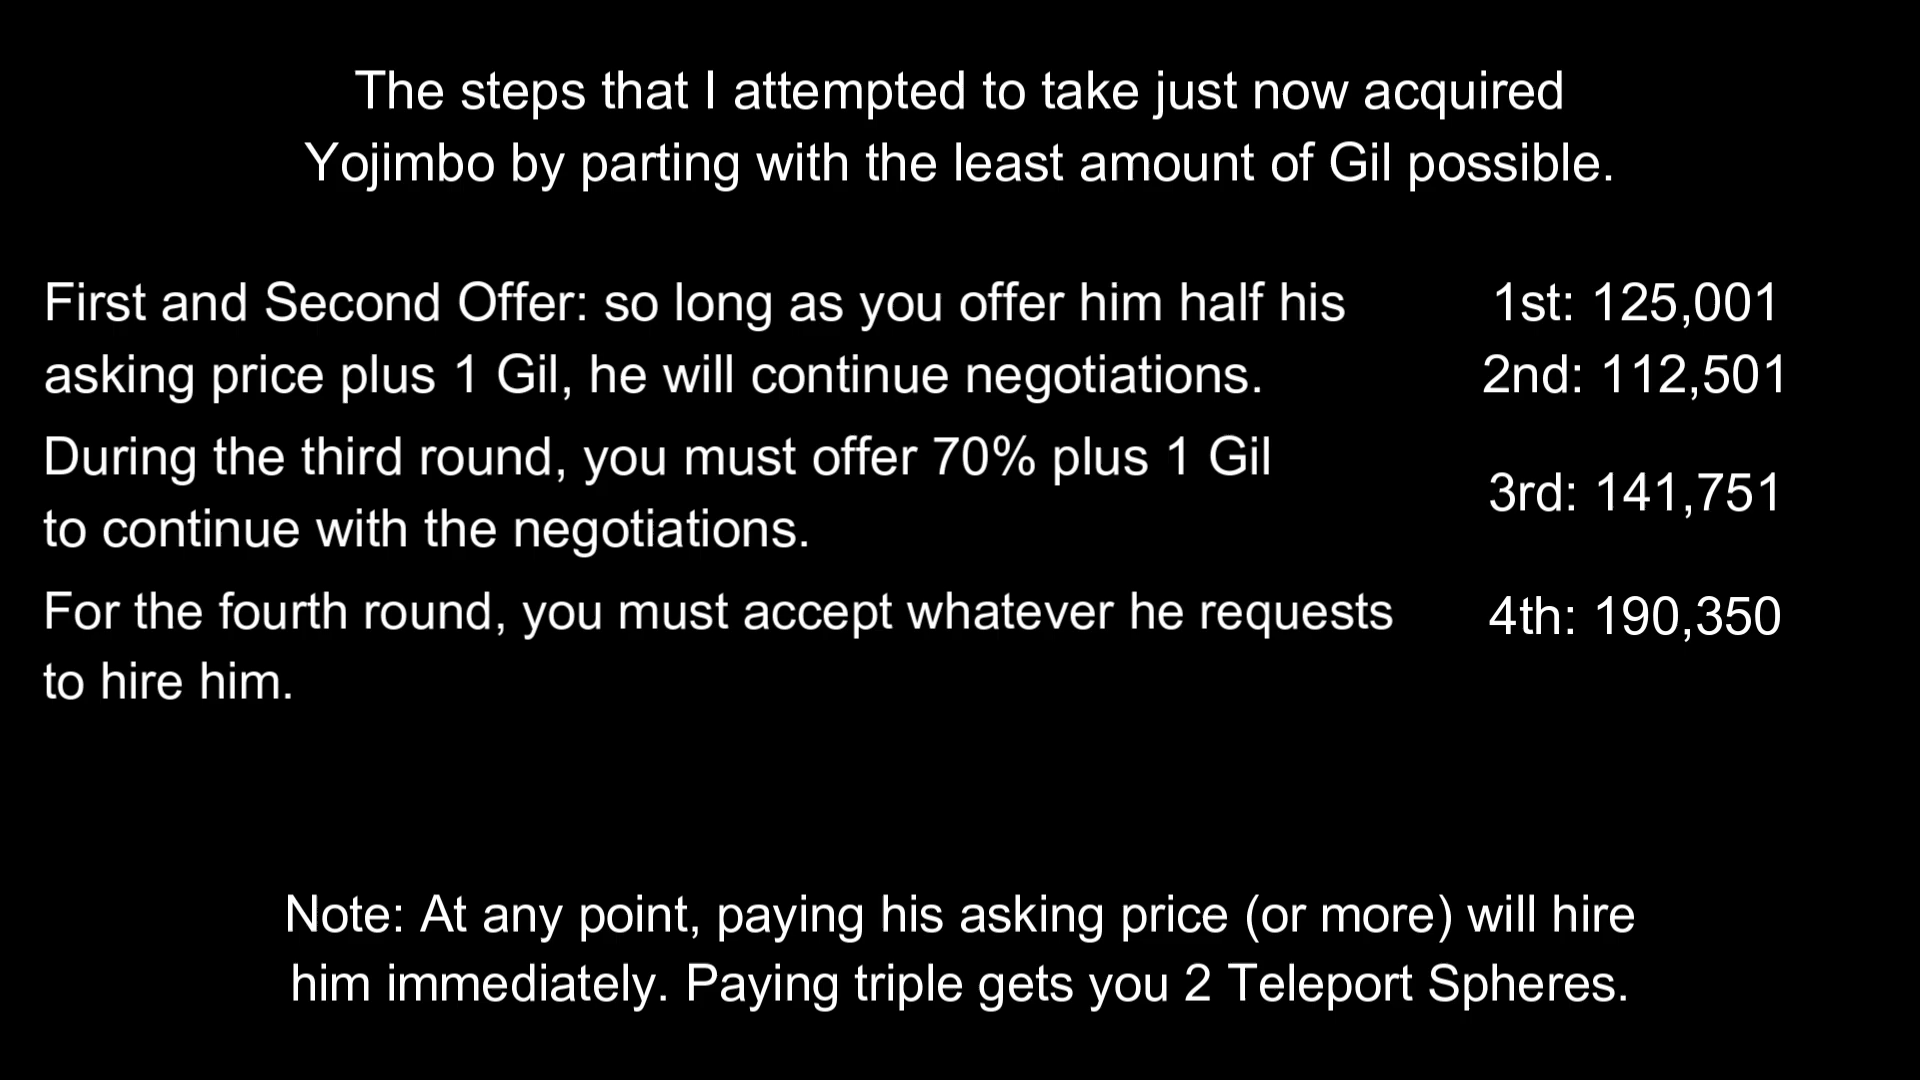 The steps that I attempted to take just now acquired
Yojimbo by parting with the least amount of Gil possible.
First and Second Offer: so long as you offer him half his
asking price plus 1 Gil, he will continue negotiations.
1st: 125,001
2nd: 112,501
During the third round, you must offer 70% plus 1 Gil
to continue with the negotiations.
3rd: 141,751
For the fourth round, you must accept whatever he requests
to hire him.
4th: 190,350
Note: At any point, paying his asking price (or more) will hire
him immediately. Paying triple gets you 2 Teleport Spheres.